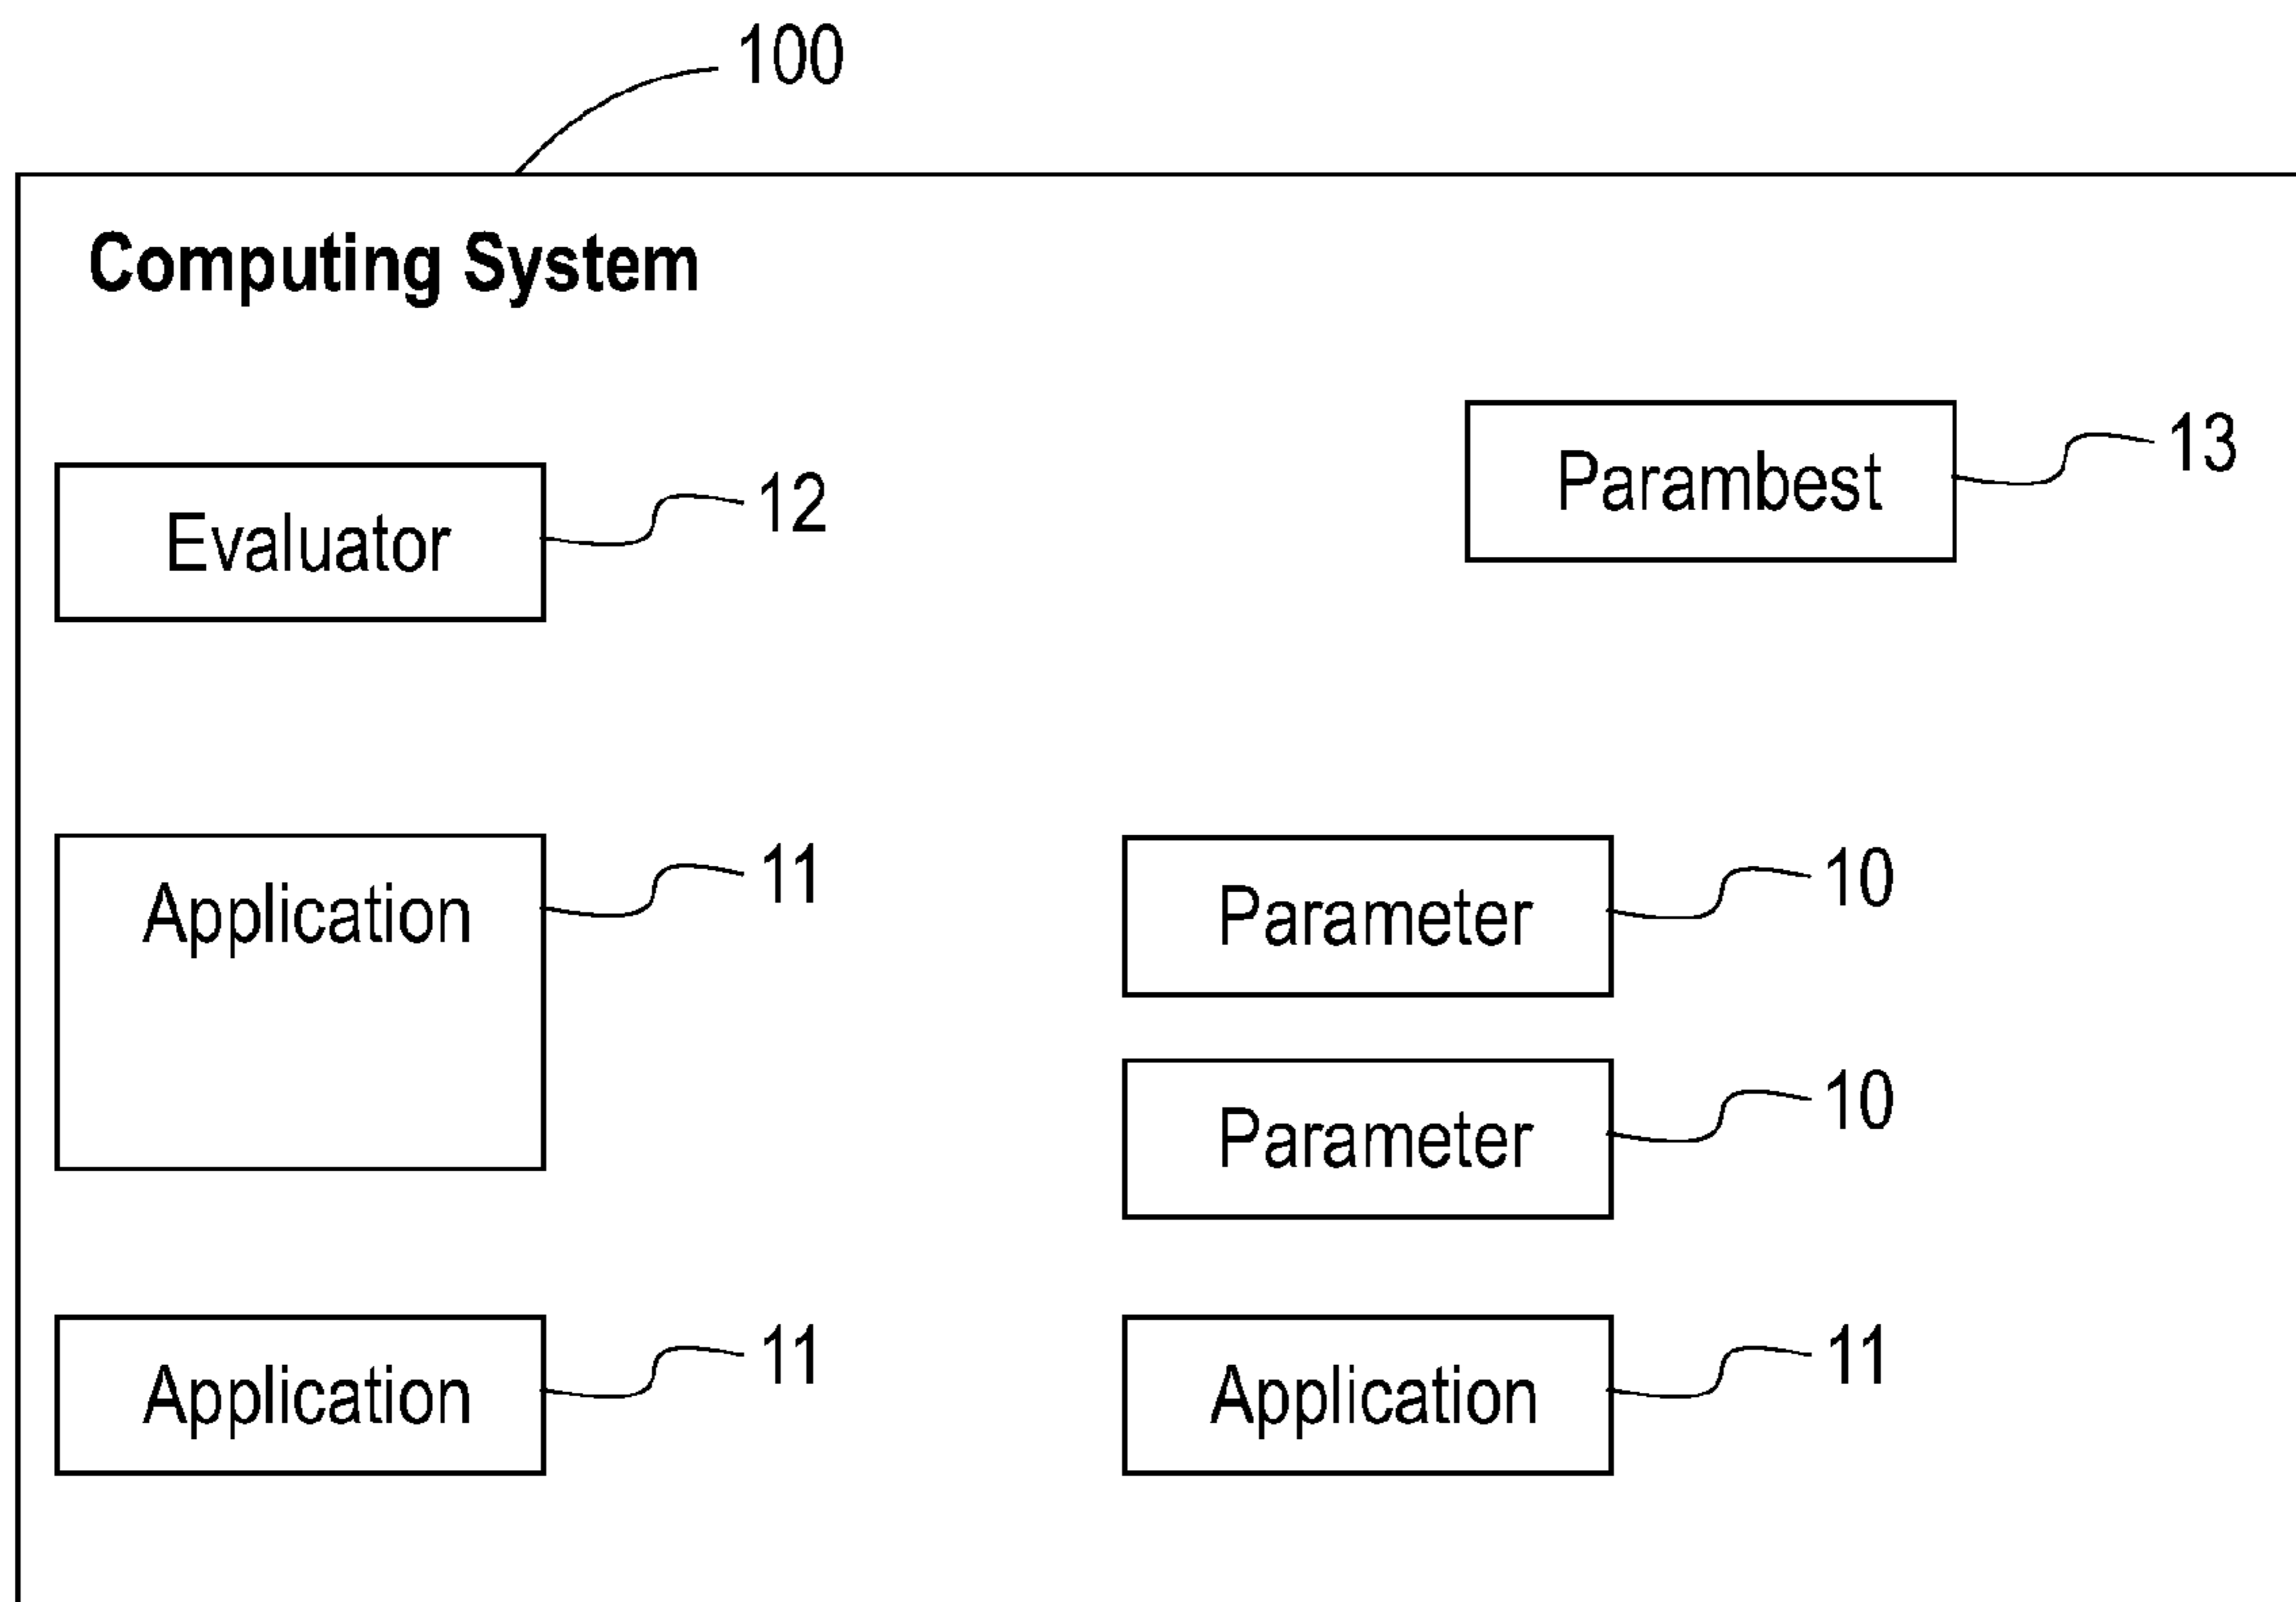 100
Computing System
Parambest
13
Evaluator
12
Application
11
Parameter
10
Parameter
10
Application
11
Application
11